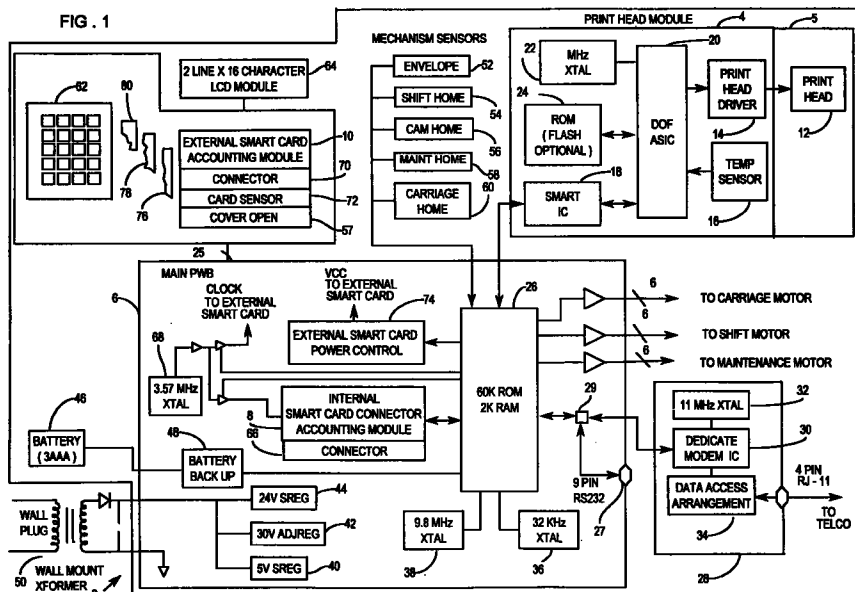 FIG . 1
PRINT HEAD MODULE
4
5
MECHANISM SENSORS
62
80
78
76
2 LINE X 16 CHARACTER
LCD MODULE
64
EXTERNAL SMART CARD
ACCOUNTING MODULE
10
CONNECTOR
70
CARD SENSOR
72
COVER OPEN
57
25
ENVELOPE
52
SHIFT HOME
54
CAM HOME
56
MAINT HOME
58
CARRIAGE
HOME
60
22
MHz
XTAL
20
24
ROM
( FLASH
OPTIONAL )
DOF
ASIC
18
SMART
IC
PRINT
HEAD
DRIVER
14
TEMP
SENSOR
16
PRINT
HEAD
12
6
MAIN PWB
CLOCK
TO EXTERNAL
SMART CARD
VCC
TO EXTERNAL
SMART CARD
74
EXTERNAL SMART CARD
POWER CONTROL
68
3.57 MHz
XTAL
INTERNAL
SMART CARD CONNECTOR
8
ACCOUNTING MODULE
66
CONNECTOR
26
60K ROM
2K RAM
6
TO CARRIAGE MOTOR
6
TO SHIFT MOTOR
6
TO MAINTENANCE MOTOR
29
9 PIN
RS232
27
46
BATTERY
( 3AAA )
48
BATTERY
BACK UP
11 MHz XTAL
32
DEDICATE
MODEM IC
30
DATA ACCESS
ARRANGEMENT
34
4 PIN
RJ - 11
TO
TELCO
28
WALL
PLUG
50
WALL MOUNT
XFORMER
24V SREG
44
30V ADJREG
42
5V SREG
40
9.8 MHz
XTAL
38
32 KHz
XTAL
36